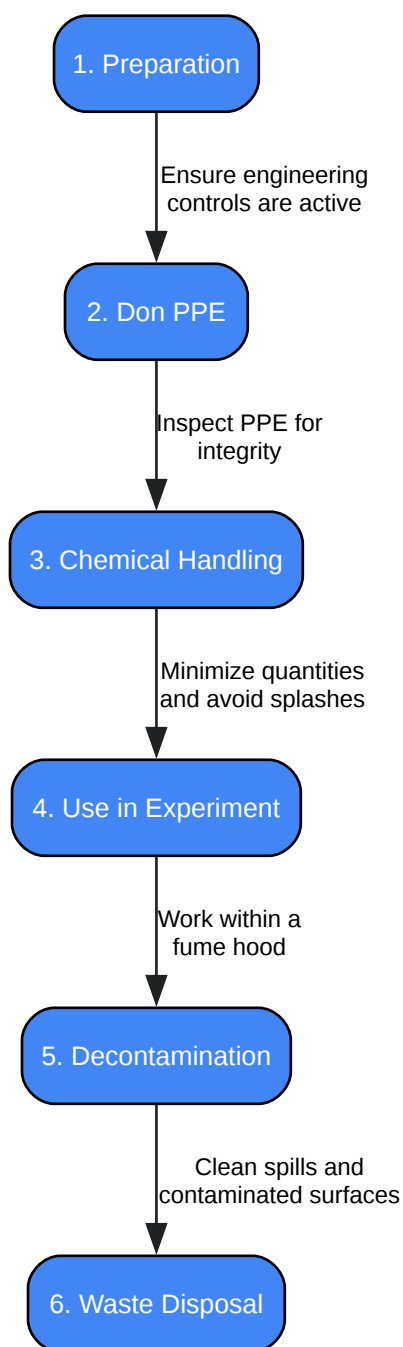 1. Preparation
Ensure engineering
controls are active
2. Don PPE
Inspect PPE for
integrity
3. Chemical Handling
Minimize quantities
and avoid splashes
4. Use in Experiment
Work within a
fume hood
5. Decontamination
Clean spills and
contaminated surfaces
6. Waste Disposal